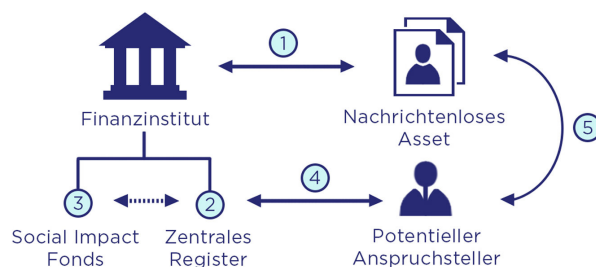 1
Finanzinstitut
Nachrichtenloses
Asset
5
3
2
4
Social Impact
Fonds
Zentrales
Register
Potentieller
Anspruchsteller